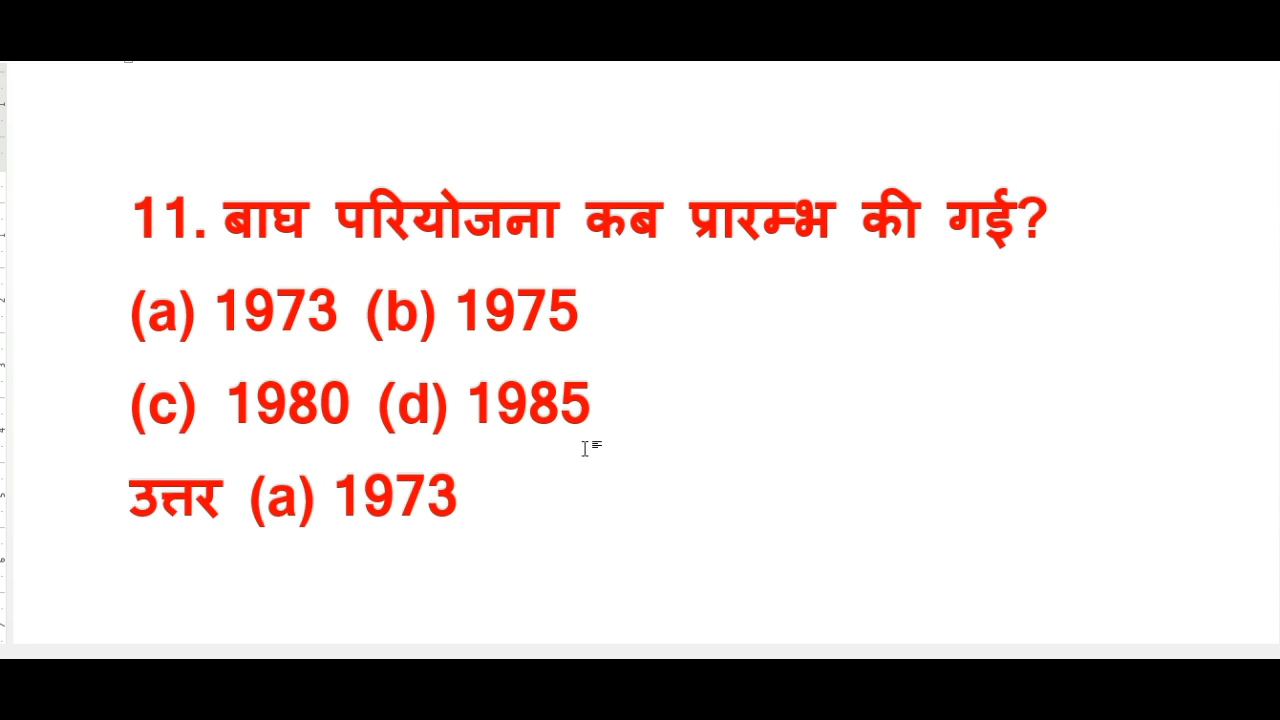 11. बाघ परियोजना कब प्रारम्भ की गई?
(a) 1973 (b) 1975
(c) 1980 (d) 1985
उत्तर (a) 1973